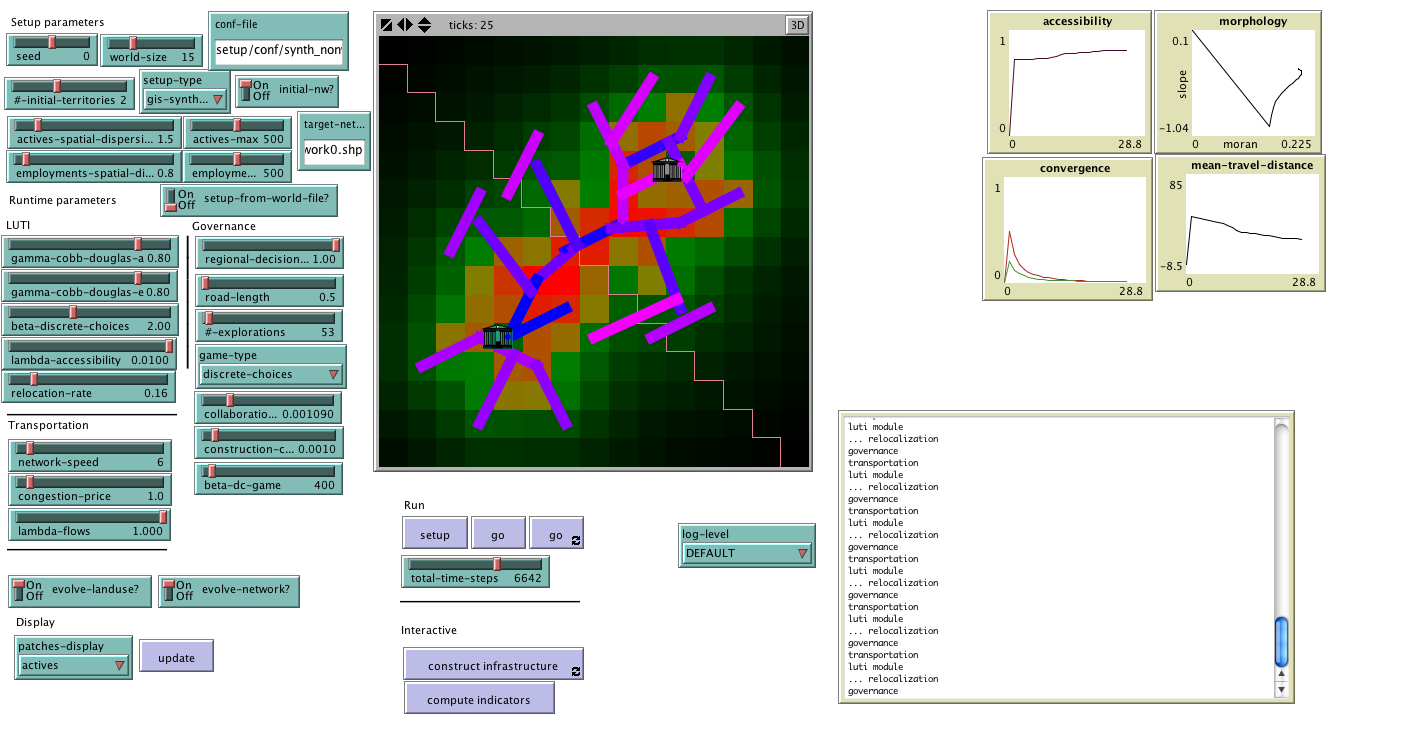 Setup parameters
seed 0
world-size 15
conf-file
setup/conf/synth_non
#-initial-territories 2
setup-type
gis-synth...
On
Off
initial-nw?
actives-spatial-dispersi... 1.5
actives-max 500
target-net...
work0.shp
employments-spatial-di... 0.8
employme... 500
Runtime parameters
On
Off
setup-from-world-file?
LUTI
gamma-cobb-douglas-a 0.80
gamma-cobb-douglas-e 0.80
beta-discrete-choices 2.00
lambda-accessibility 0.0100
relocation-rate 0.16
Governance
regional-decision... 1.00
road-length 0.5
#-explorations 53
game-type
discrete-choices
collaboratio... 0.001090
construction-c... 0.0010
beta-dc-game 400
Transportation
network-speed 6
congestion-price 1.0
lambda-flows 1.000
On
Off
evolve-landuse?
On
Off
evolve-network?
Display
patches-display
actives
update
ticks: 25
3D
Run
setup
go
go
total-time-steps 6642
Interactive
construct infrastructure
compute indicators
log-level
DEFAULT
accessibility
1
0
0
28.8
morphology
0.1
slope
-1.04
0
moran
0.225
convergence
1
0
0
28.8
mean-travel-distance
85
-8.5
0
28.8
luti module
... relocalization
governance
transportation
luti module
... relocalization
governance
transportation
luti module
... relocalization
governance
transportation
luti module
... relocalization
governance
transportation
luti module
... relocalization
governance
transportation
luti module
... relocalization
governance